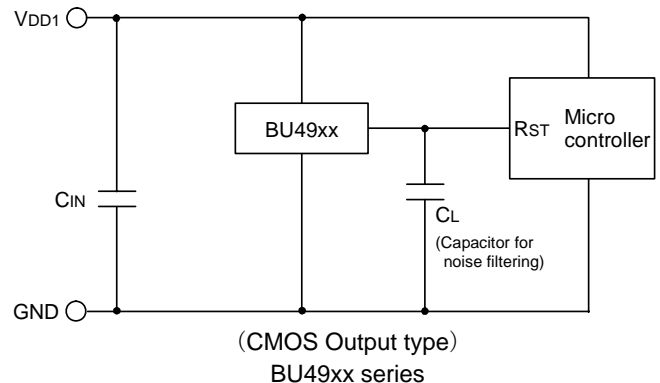 VDD1
BU49xx
RST
Micro
controller
CIN
CL
(Capacitor for
noise filtering)
GND
（CMOS Output type）
BU49xx series